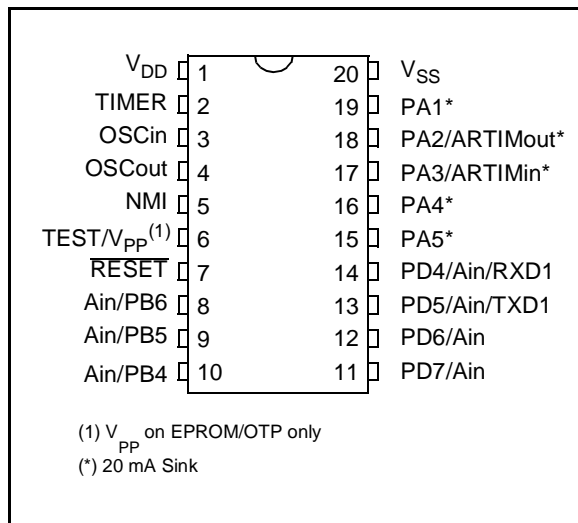 VDD 1 20 VSS
TIMER 2 19 PA1*
OSCin 3 18 PA2/ARTIMout*
OSCout 4 17 PA3/ARTIMin*
NMI 5 16 PA4*
TEST/VPP(1) 6 15 PA5*
RESET 7 14 PD4/Ain/RXD1
Ain/PB6 8 13 PD5/Ain/TXD1
Ain/PB5 9 12 PD6/Ain
Ain/PB4 10 11 PD7/Ain
(1) VPP on EPROM/OTP only
(*) 20 mA Sink